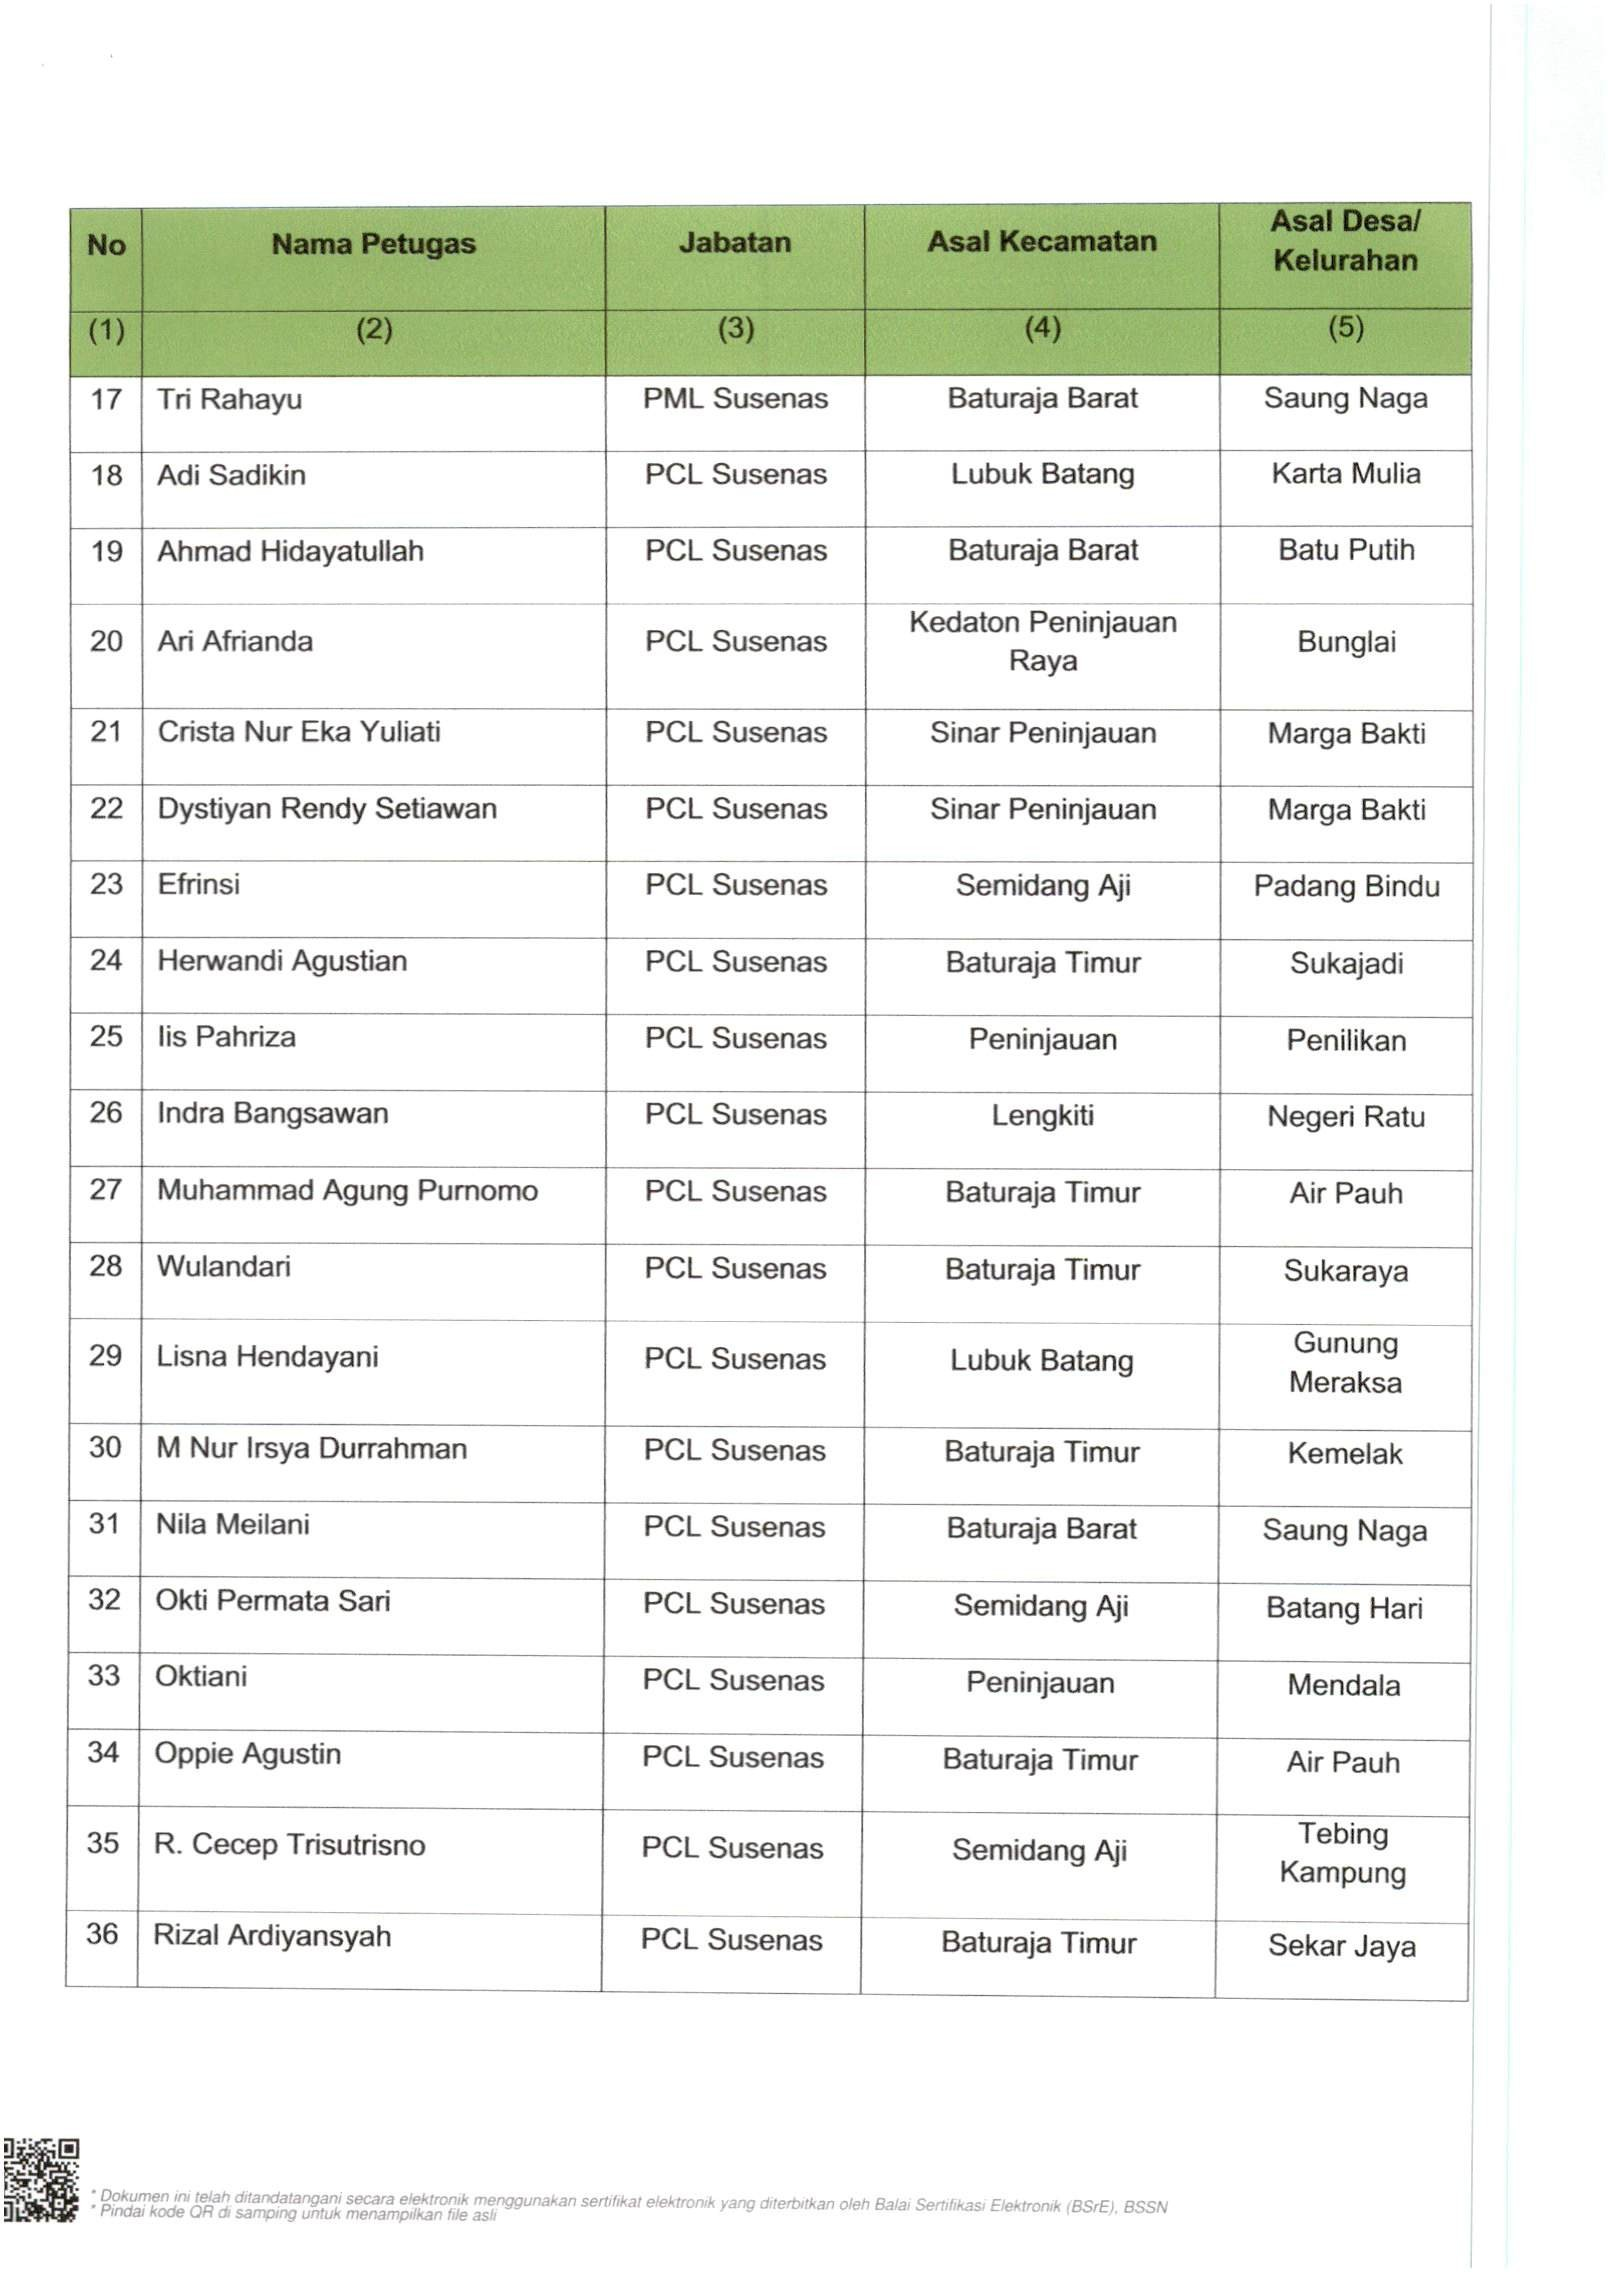 No Nama Petugas Jabatan Asal Kecamatan Asal Desa/
Kelurahan
(1) (2) (3) (4) (5)
17 Tri Rahayu PML Susenas Baturaja Barat Saung Naga
18 Adi Sadikin PCL Susenas Lubuk Batang Karta Mulia
19 Ahmad Hidayatullah PCL Susenas Baturaja Barat Batu Putih
20 Ari Afrianda PCL Susenas Kedaton Peninjauan
Raya Bunglai
21 Crista Nur Eka Yuliati PCL Susenas Sinar Peninjauan Marga Bakti
22 Dystiyan Rendy Setiawan PCL Susenas Sinar Peninjauan Marga Bakti
23 Efrinsi PCL Susenas Semidang Aji Padang Bindu
24 Herwandi Agustian PCL Susenas Baturaja Timur Sukajadi
25 Iis Pahriza PCL Susenas Peninjauan Penilikan
26 Indra Bangsawan PCL Susenas Lengkiti Negeri Ratu
27 Muhammad Agung Purnomo PCL Susenas Baturaja Timur Air Pauh
28 Wulandari PCL Susenas Baturaja Timur Sukaraya
29 Lisna Hendayani PCL Susenas Lubuk Batang Gunung
Meraksa
30 M Nur Irsya Durrahman PCL Susenas Baturaja Timur Kemelak
31 Nila Meilani PCL Susenas Baturaja Barat Saung Naga
32 Okti Permata Sari PCL Susenas Semidang Aji Batang Hari
33 Oktiani PCL Susenas Peninjauan Mendala
34 Oppie Agustin PCL Susenas Baturaja Timur Air Pauh
35 R. Cecep Trisutrisno PCL Susenas Semidang Aji Tebing
Kampung
36 Rizal Ardiyansyah PCL Susenas Baturaja Timur Sekar Jaya
* Dokumen ini telah ditandatangani secara elektronik menggunakan sertifikat elektronik yang diterbitkan oleh Balai Sertifikasi Elektronik (BSrE), BSSN
* Pindai kode QR di samping untuk menampilkan file asli